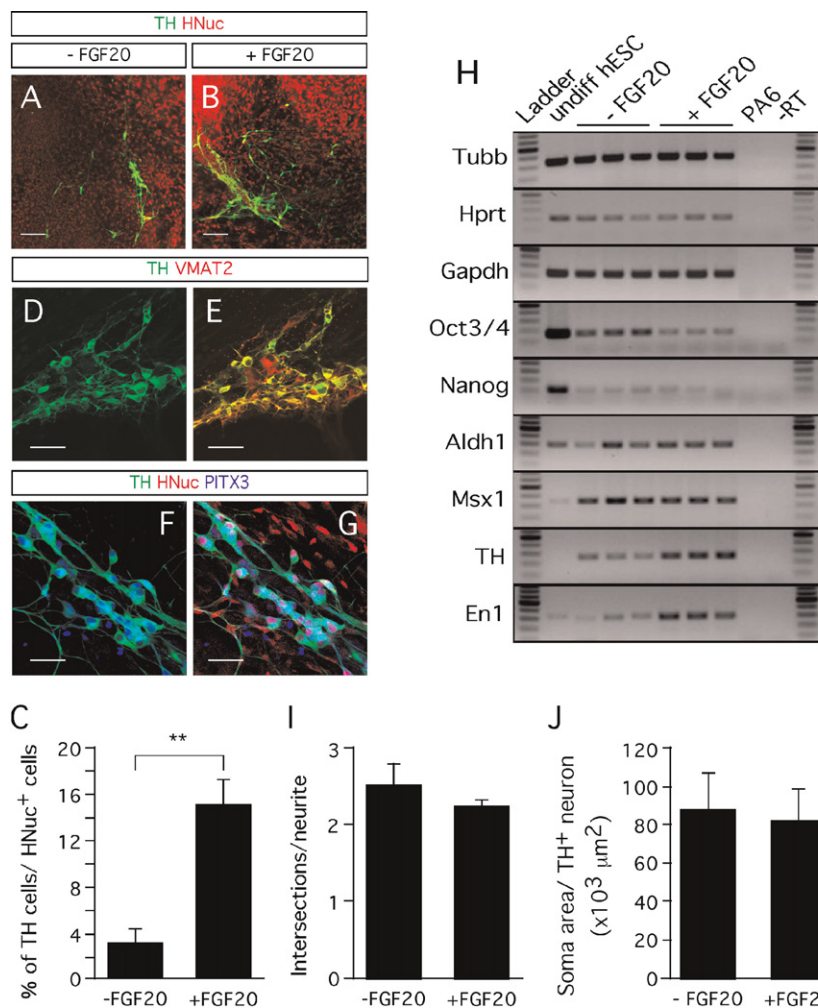 TH HNuc
- FGF20
+ FGF20
A
B
TH VMAT2
D
E
TH HNuc PITX3
F
G
H
Ladder
undiff hESC
- FGF20
+ FGF20
PA6
-RT
Tubb
Hprt
Gapdh
Oct3/4
Nanog
Aldh1
Msx1
TH
En1
C
% of TH cells/ HNuc+ cells
20
16
12
8
4
0
**
-FGF20
+FGF20
I
Intersections/neurite
3
2
1
0
-FGF20
+FGF20
J
Soma area/ TH+ neuron
(x10³ µm²)
120
100
80
60
40
20
0
- FGF20
+FGF2